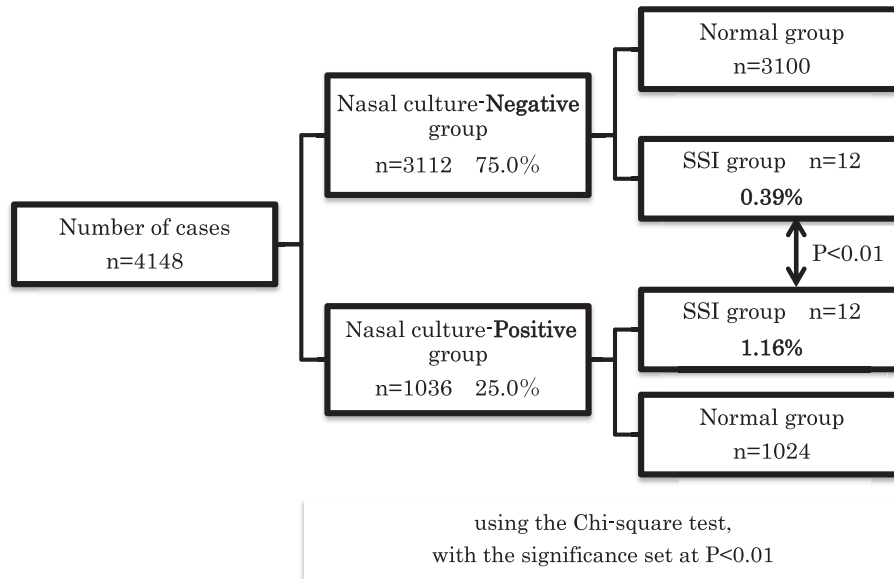 Number of cases
n=4148
Nasal culture-Negative
group
n=3112 75.0%
Normal group
n=3100
SSI group n=12
0.39%
P<0.01
Nasal culture-Positive
group
n=1036 25.0%
SSI group n=12
1.16%
Normal group
n=1024
using the Chi-square test,
with the significance set at P<0.01